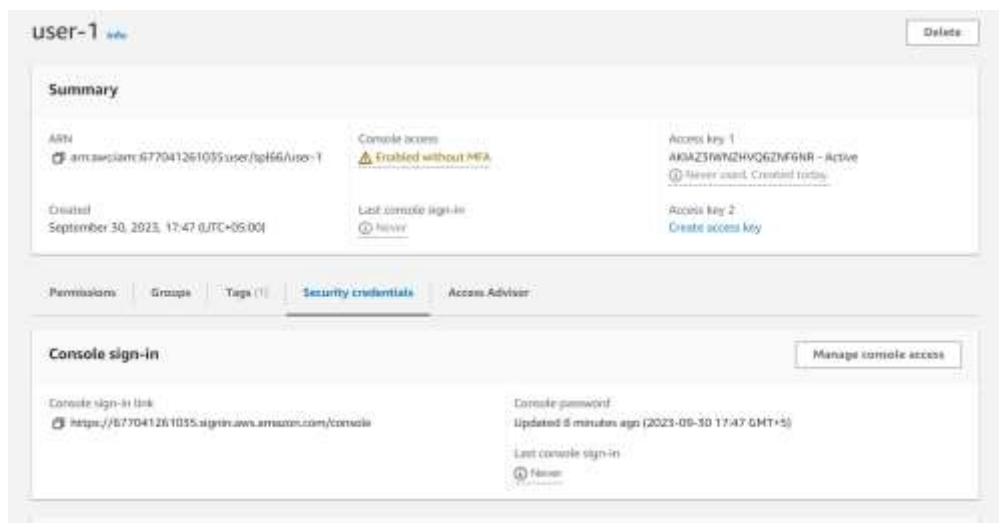 user-1 Info
Delete
Summary
ARN
arn:aws:iam::677041261035:user/spl66/user-1
Console access
Enabled without MFA
Access key 1
- Active
Never used. Created today.
Created
September 30, 2023, 17:47 (UTC+05:00)
Last console sign-in
Never
Access key 2
Create access key
Permissions
Groups
Tags (1)
Security credentials
Access Advisor
Console sign-in
Manage console access
Console sign-in link
https://677041261035.signin.aws.amazon.com/console
Console password
Updated 8 minutes ago (2023-09-30 17:47 GMT+5)
Last console sign-in
Never